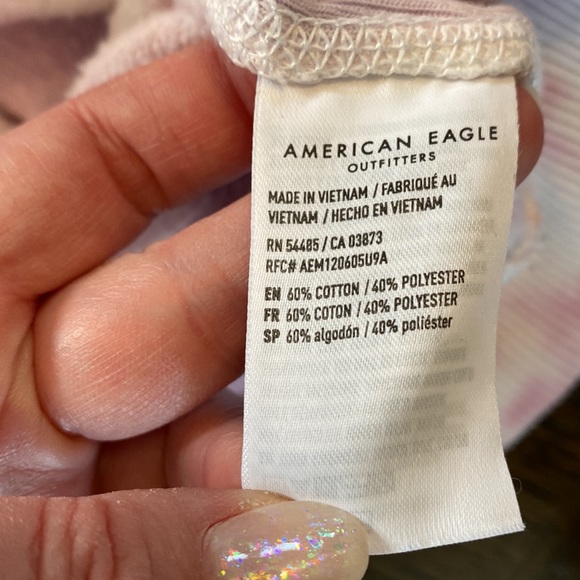 AMERICAN EAGLE
OUTFITTERS
MADE IN VIETNAM / FABRIQUÉ AU
VIETNAM / HECHO EN VIETNAM
RN 54485 / CA 03873
RFC# AEM120605U9A
EN 60% COTTON / 40% POLYESTER
FR 60% COTON / 40% POLYESTER
SP 60% algodón / 40% poliéster